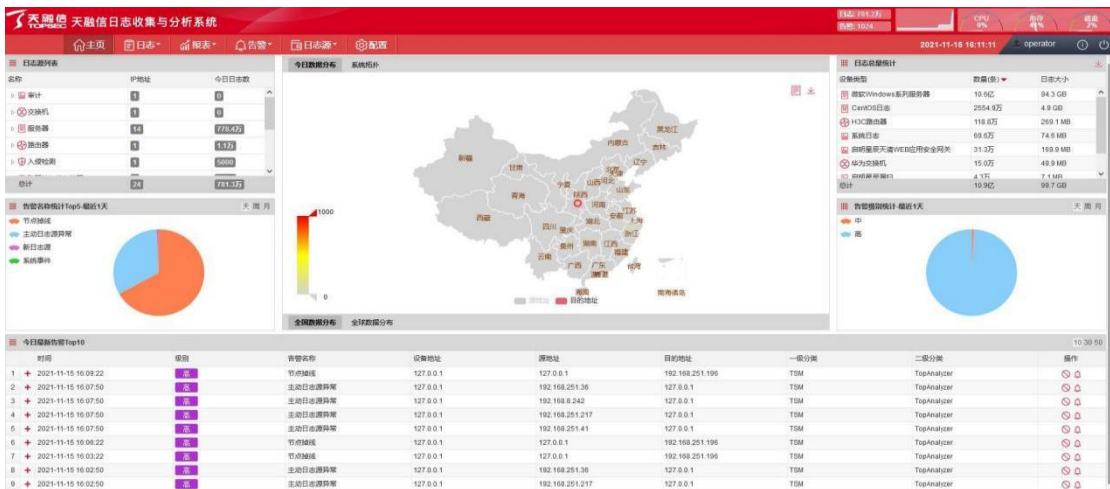 天融信 TOPSEC 天融信日志收集与分析系统
日志: 781.2万
告警: 1024
CPU 9%
内存 41%
磁盘 2%
主页 日志 报表 告警 日志源 配置
2021-11-15 16:11:11 operator
日志源列表
名称 IP地址 今日日志数
审计 1 0
交换机 1 0
服务器 14 778.4万
路由器 1 1.1万
入侵检测 1 5000
总计 24 781.3万
告警名称统计Top5-最近1天 天 周 月
节点掉线
主动日志源异常
新日志源
系统事件
今日数据分布 系统拓扑
黑龙江
内蒙古 吉林
新疆 辽宁
甘肃
宁夏 山西 河北
青海 山东
陕西 河南
西藏 江苏
安徽 上海
四川 重庆 湖北
浙江
贵州 湖南 江西
云南 福建
广西 广东 台湾
海南
南海诸岛
1000
0
源地址 目的地址
全国数据分布 全球数据分布
日志总量统计
设备类型 数量(条) 日志大小
微软Windows系列服务器 10.6亿 94.3 GB
CentOS日志 2554.9万 4.9 GB
H3C路由器 118.8万 269.1 MB
系统日志 69.6万 74.6 MB
启明星辰天清WEB应用安全网关 31.3万 189.9 MB
华为交换机 15.0万 49.9 MB
总计 10.9亿 99.7 GB
告警级别统计-最近1天 天 周 月
中
高
今日最新告警Top10 10 30 50
时间 级别 告警名称 设备地址 源地址 目的地址 一级分类 二级分类 操作
1 2021-11-15 16:09:22 高 节点掉线 127.0.0.1 127.0.0.1 192.168.251.196 TSM TopAnalyzer
2 2021-11-15 16:07:50 高 主动日志源异常 127.0.0.1 192.168.251.36 127.0.0.1 TSM TopAnalyzer
3 2021-11-15 16:07:50 高 主动日志源异常 127.0.0.1 192.168.8.242 127.0.0.1 TSM TopAnalyzer
4 2021-11-15 16:07:50 高 主动日志源异常 127.0.0.1 192.168.251.217 127.0.0.1 TSM TopAnalyzer
5 2021-11-15 16:07:50 高 主动日志源异常 127.0.0.1 192.168.251.41 127.0.0.1 TSM TopAnalyzer
6 2021-11-15 16:06:22 高 节点掉线 127.0.0.1 127.0.0.1 192.168.251.196 TSM TopAnalyzer
7 2021-11-15 16:03:22 高 节点掉线 127.0.0.1 127.0.0.1 192.168.251.196 TSM TopAnalyzer
8 2021-11-15 16:02:50 高 主动日志源异常 127.0.0.1 192.168.251.36 127.0.0.1 TSM TopAnalyzer
9 2021-11-15 16:02:50 高 主动日志源异常 127.0.0.1 192.168.251.217 127.0.0.1 TSM TopAnalyzer